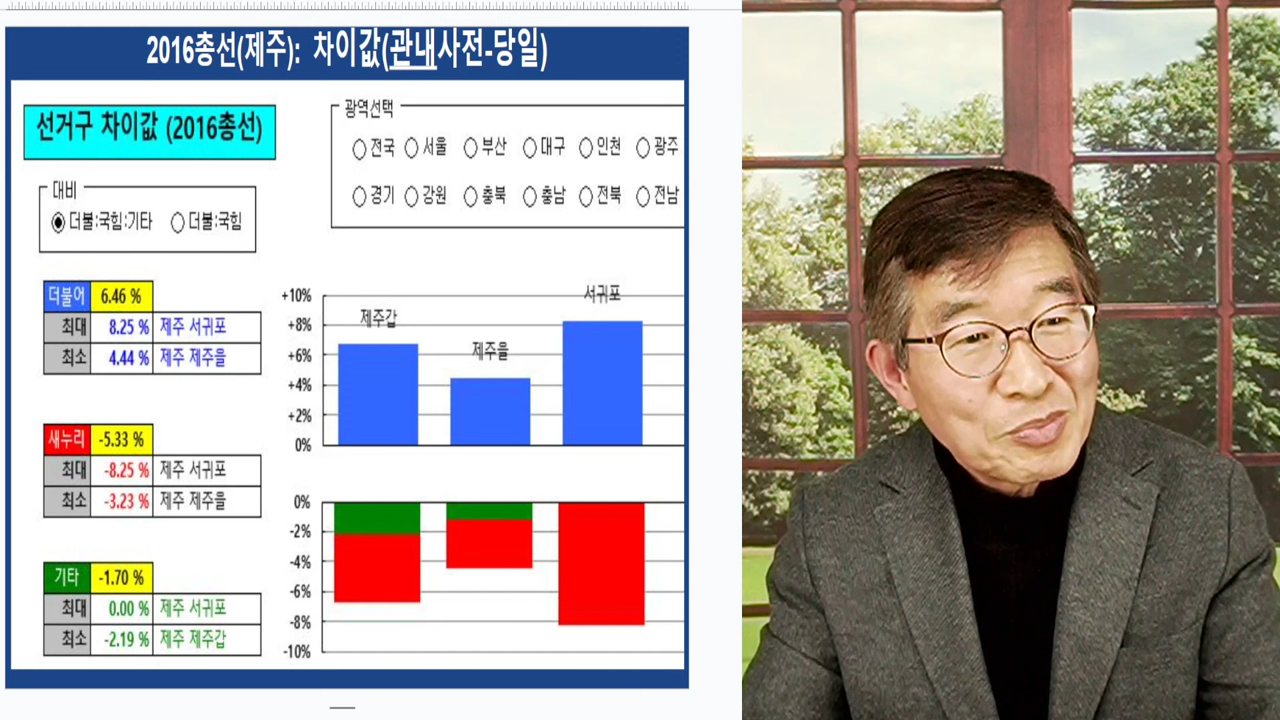 2016총선(제주): 차이값(관내사전-당일)
선거구 차이값 (2016총선)
대비
더불:국힘:기타 더불:국힘
광역선택
전국 서울 부산 대구 인천 광주
경기 강원 충북 충남 전북 전남
더불어 6.46 %
최대 8.25 % 제주 서귀포
최소 4.44 % 제주 제주을
새누리 -5.33 %
최대 -8.25 % 제주 서귀포
최소 -3.23 % 제주 제주을
기타 -1.70 %
최대 0.00 % 제주 서귀포
최소 -2.19 % 제주 제주갑
+10%
+8%
+6%
+4%
+2%
0%
제주갑
제주을
서귀포
0%
-2%
-4%
-6%
-8%
-10%